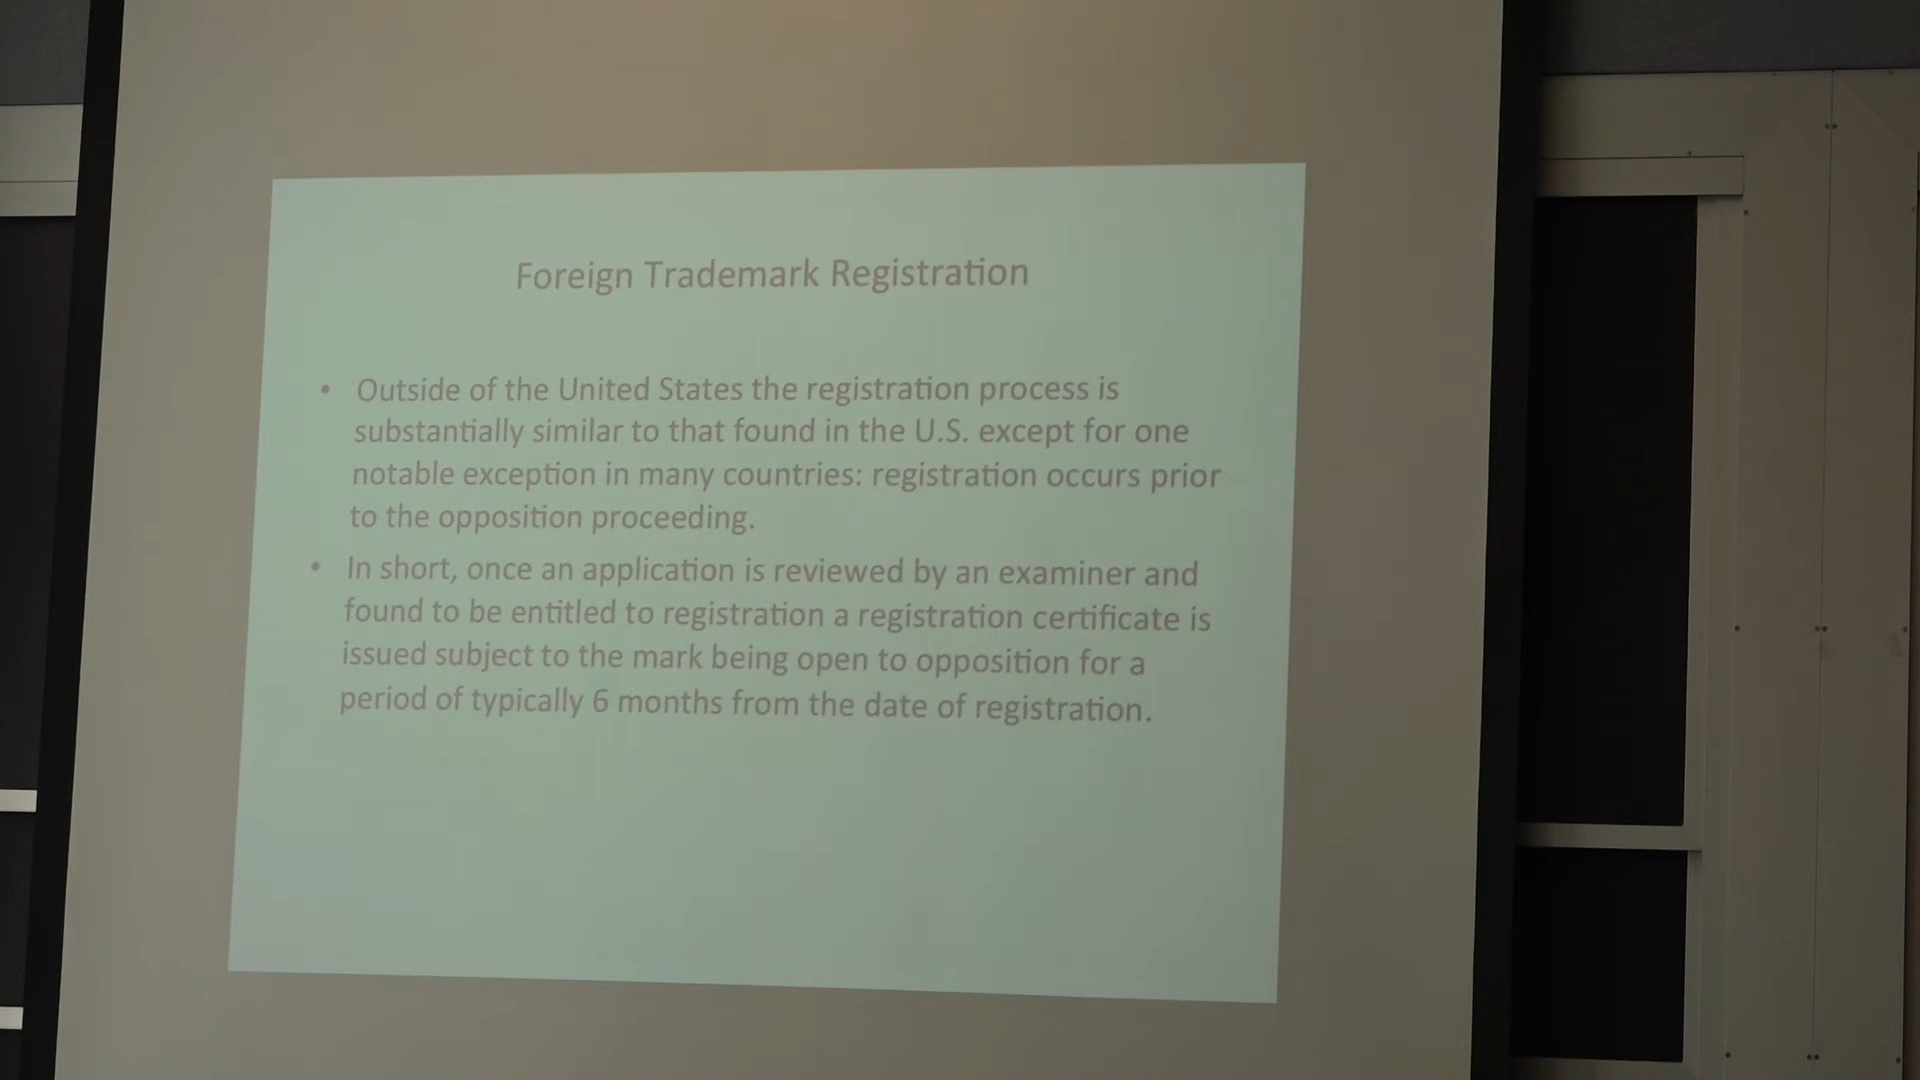 Foreign Trademark Registration
• Outside of the United States the registration process is
substantially similar to that found in the U.S. except for one
notable exception in many countries: registration occurs prior
to the opposition proceeding.
• In short, once an application is reviewed by an examiner and
found to be entitled to registration a registration certificate is
issued subject to the mark being open to opposition for a
period of typically 6 months from the date of registration.